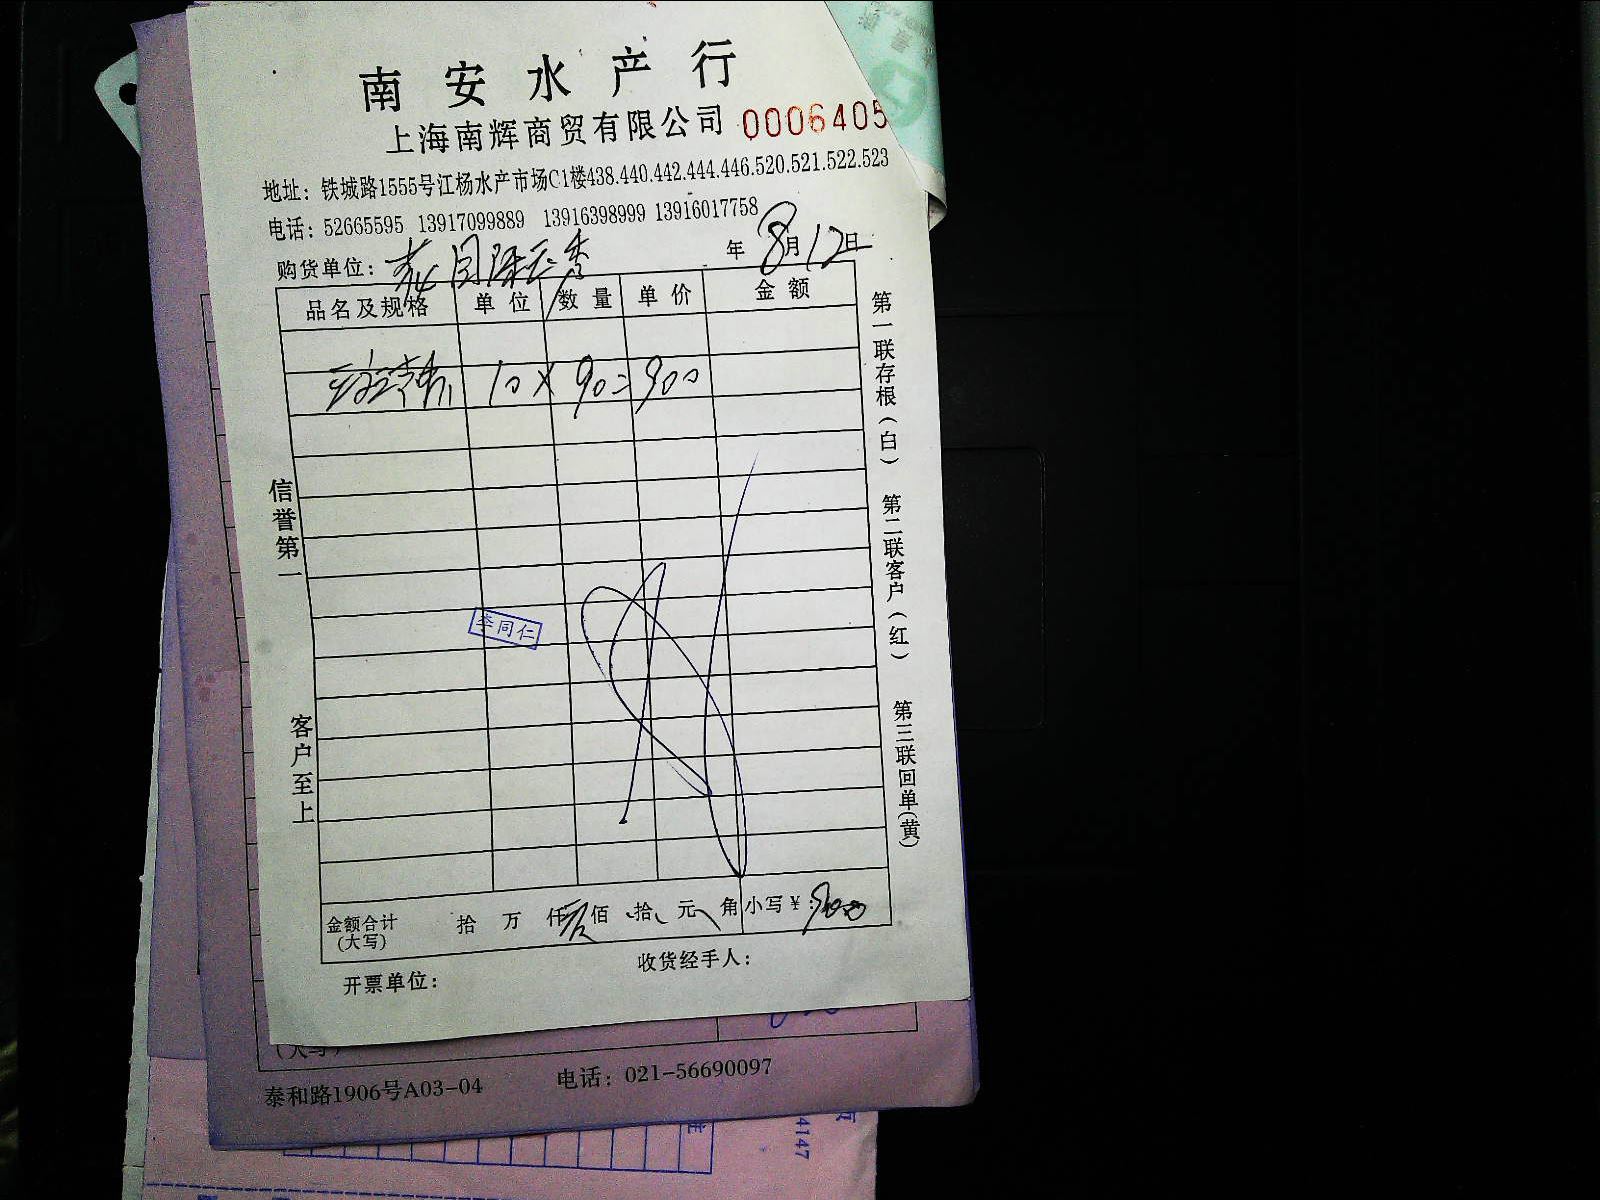 南安水产行
上海南辉商贸有限公司 0006405
地址：铁城路1555号江杨水产市场C1楼438.440.442.444.446.520.521.522.523
电话：52665595 13917099889 13916398999 13916017758
购货单位： 年8月12日
品名及规格 单位 数量 单价 金额
10 X 90=900
李同仁
金额合计(大写) 拾 万 仟 佰 拾 元 角 小写¥：900
开票单位： 收货经手人：
信誉第一 客户至上
第一联存根（白） 第二联客户（红） 第三联回单(黄)
(大写)
泰和路1906号A03-04 电话：021-56690097
4147